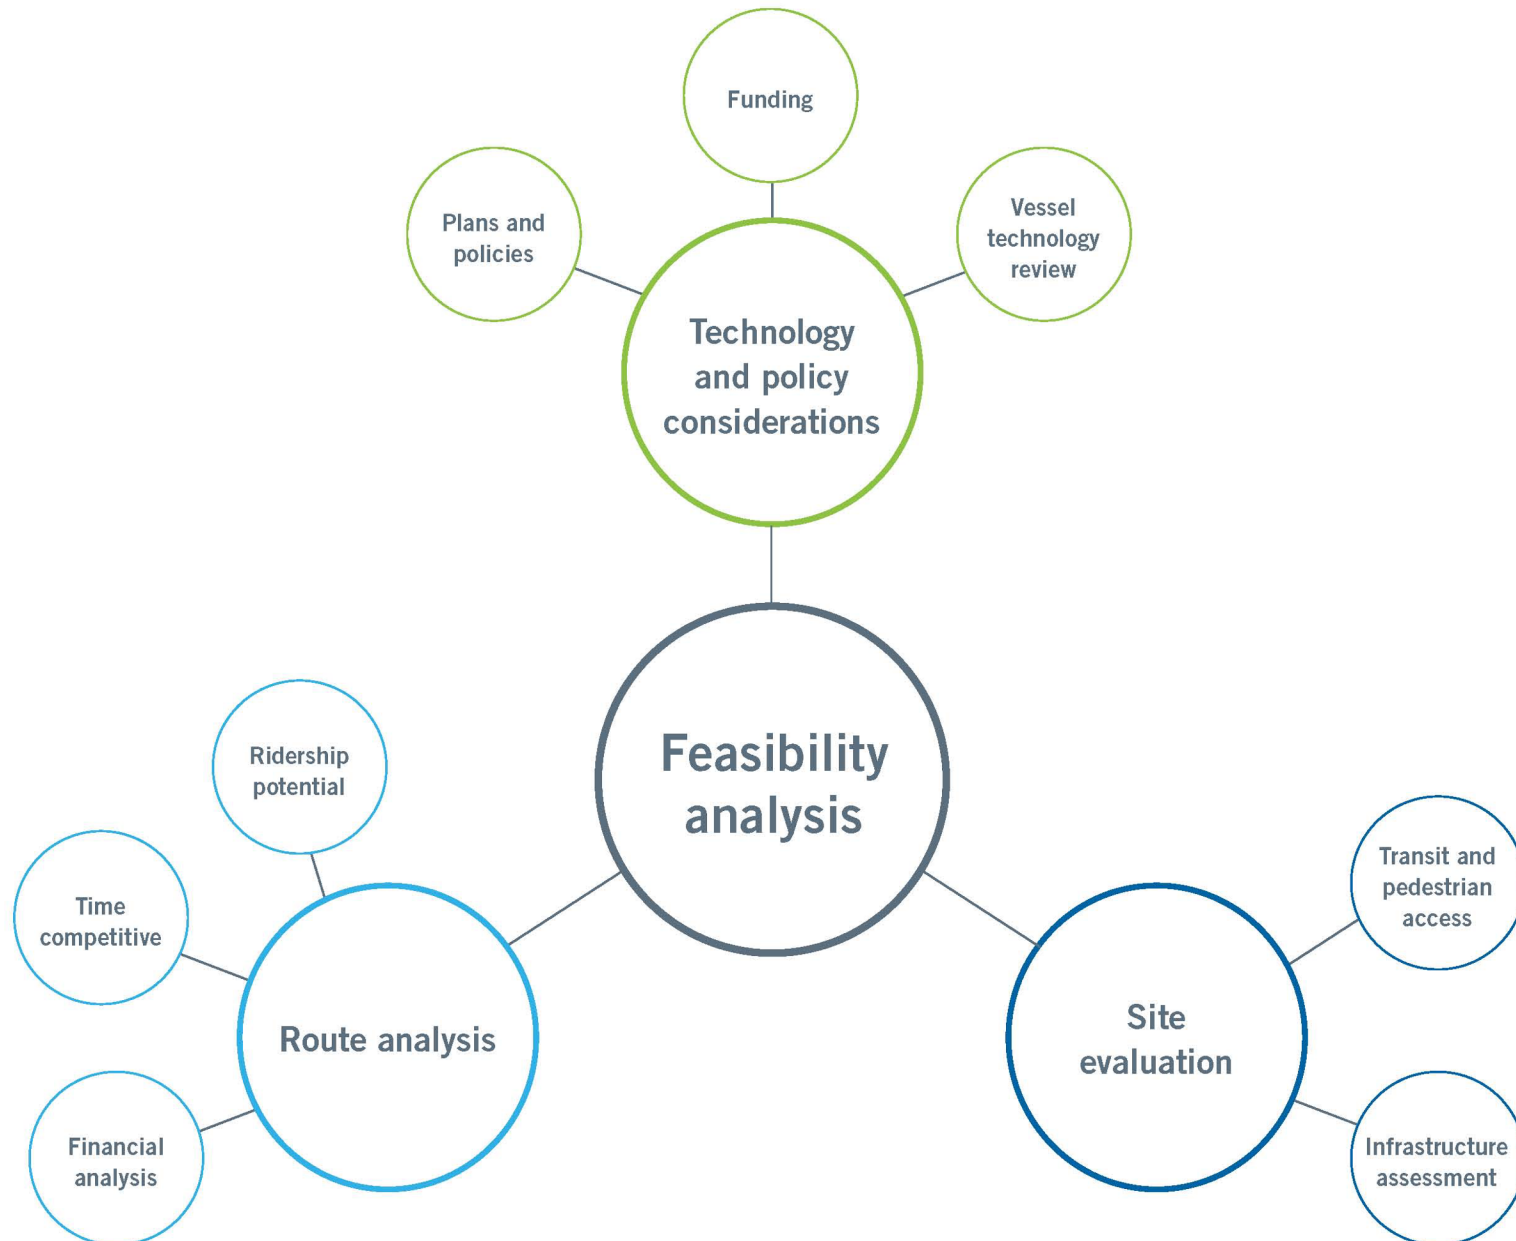 Funding
Plans and
policies
Vessel
technology
review
Technology
and policy
considerations
Feasibility
analysis
Ridership
potential
Time
competitive
Route analysis
Financial
analysis
Transit and
pedestrian
access
Site
evaluation
Infrastructure
assessment